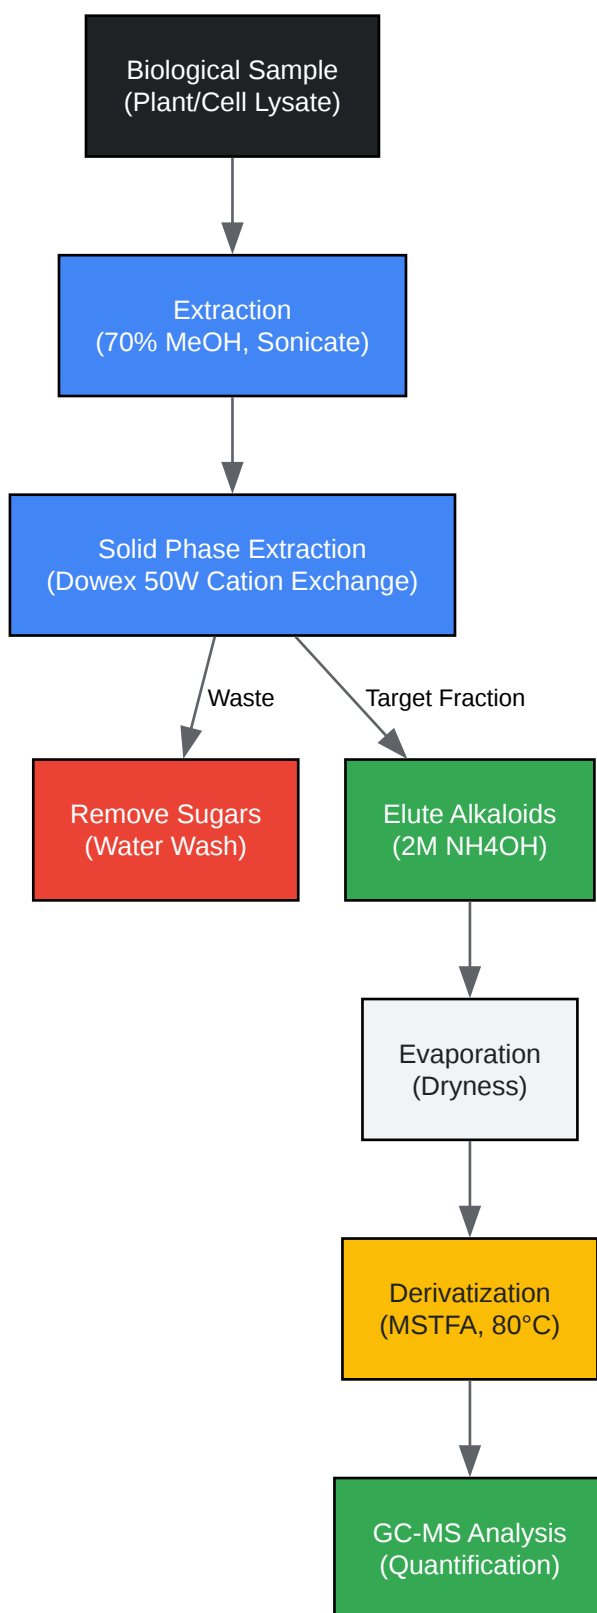 Biological Sample
(Plant/Cell Lysate)
Extraction
(70% MeOH, Sonicate)
Solid Phase Extraction
(Dowex 50W Cation Exchange)
Waste
Target Fraction
Remove Sugars
(Water Wash)
Elute Alkaloids
(2M NH4OH)
Evaporation
(Dryness)
Derivatization
(MSTFA, 80°C)
GC-MS Analysis
(Quantification)